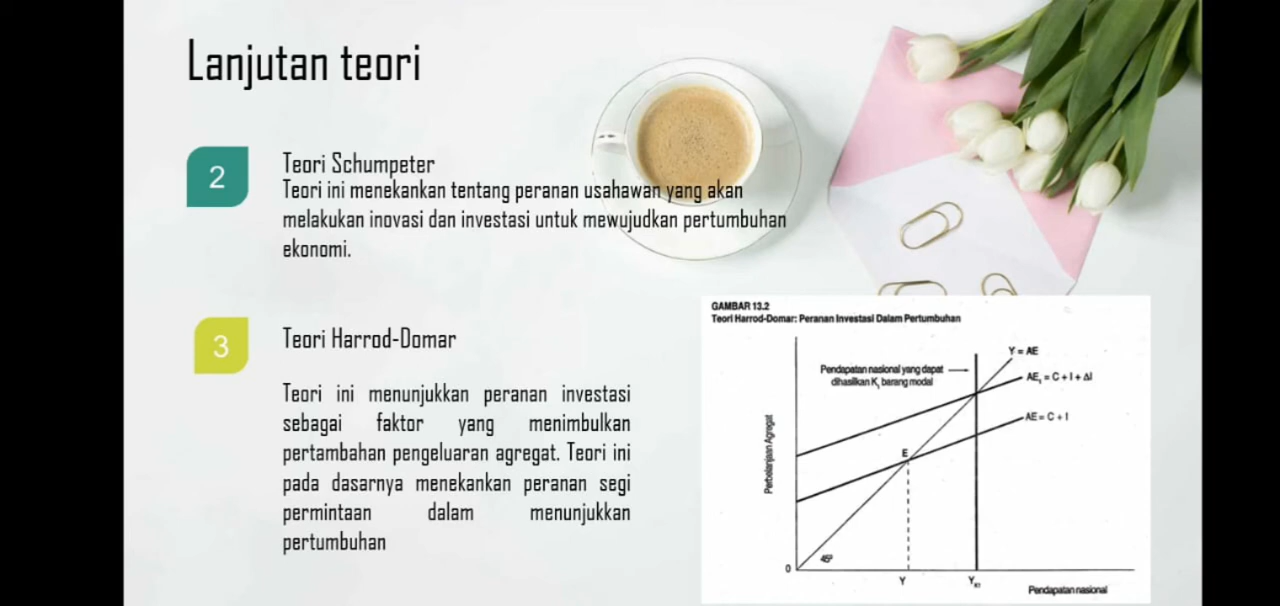 Lanjutan teori
2
Teori Schumpeter
Teori ini menekankan tentang peranan usahawan yang akan
melakukan inovasi dan investasi untuk mewujudkan pertumbuhan
ekonomi.
3
Teori Harrod-Domar
Teori ini menunjukkan peranan investasi
sebagai faktor yang menimbulkan
pertambahan pengeluaran agregat. Teori ini
pada dasarnya menekankan peranan segi
permintaan dalam menunjukkan
pertumbuhan
GAMBAR 13.2
Teori Harrod-Domar: Peranan Investasi Dalam Pertumbuhan
Y = AE
Pendapatan nasional yang dapat
dihasilkan K₁ barang modal
AE₁ = C + I + ΔI
AE = C + I
Perbelanjaan Agregat
E
45º
0
Y
Pendapatan nasional